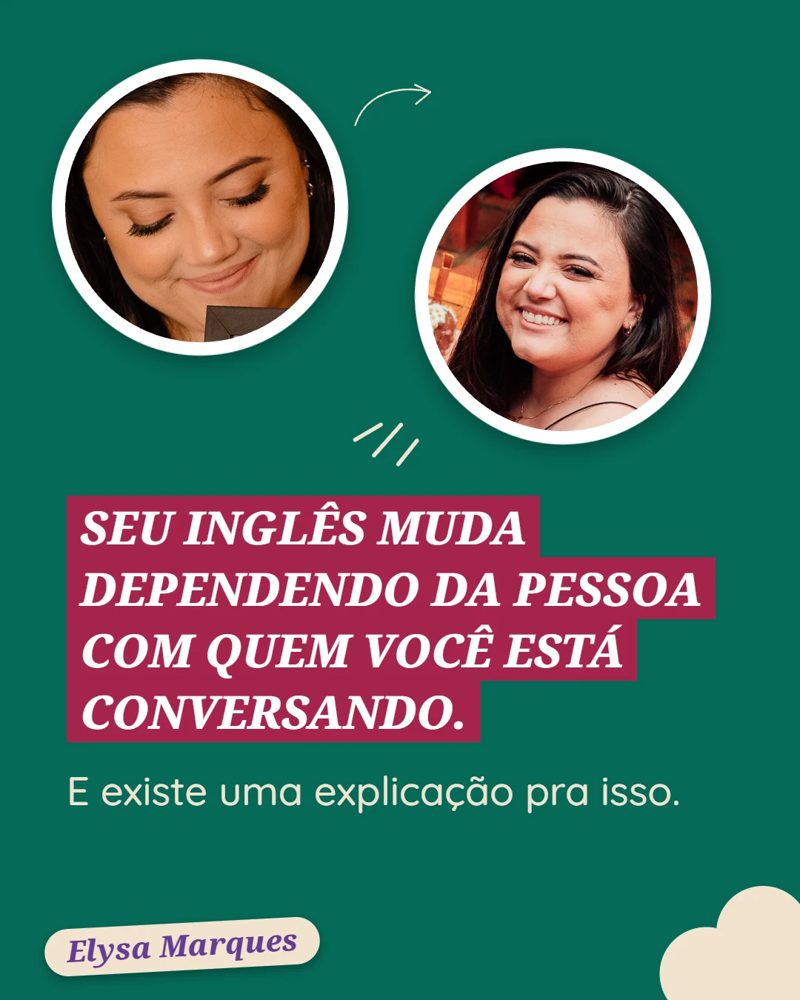 SEU INGLÊS MUDA
DEPENDENDO DA PESSOA
COM QUEM VOCÊ ESTÁ
CONVERSANDO.
E existe uma explicação pra isso.
Elysa Marques